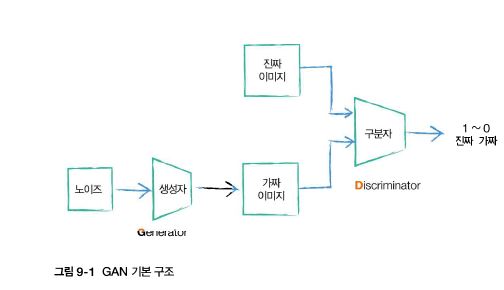 진짜
이미지
구분자
1 ~ 0
진짜 가짜
Discriminator
노이즈
생성자
가짜
이미지
Generator
그림 9-1 GAN 기본 구조